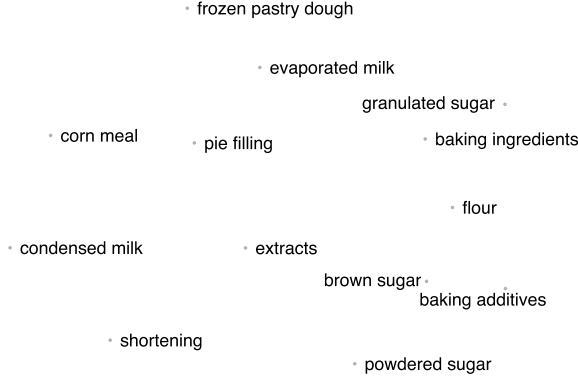 frozen pastry dough
evaporated milk
granulated sugar
corn meal
pie filling
baking ingredients
flour
condensed milk
extracts
brown sugar
baking additives
shortening
powdered sugar